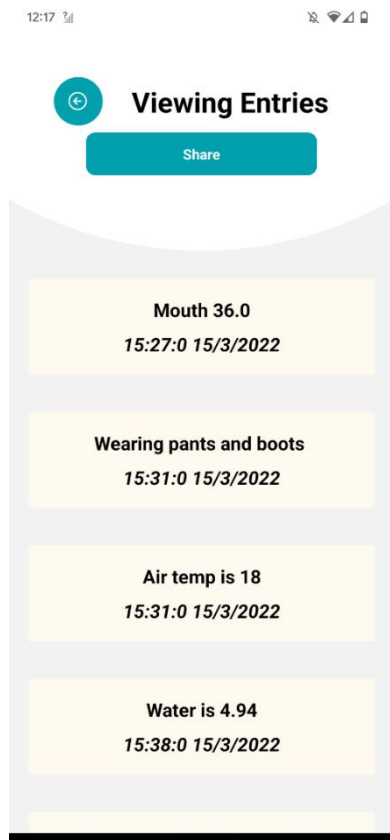 12:17
Viewing Entries
Share
Mouth 36.0
15:27:0 15/3/2022
Wearing pants and boots
15:31:0 15/3/2022
Air temp is 18
15:31:0 15/3/2022
Water is 4.94
15:38:0 15/3/2022